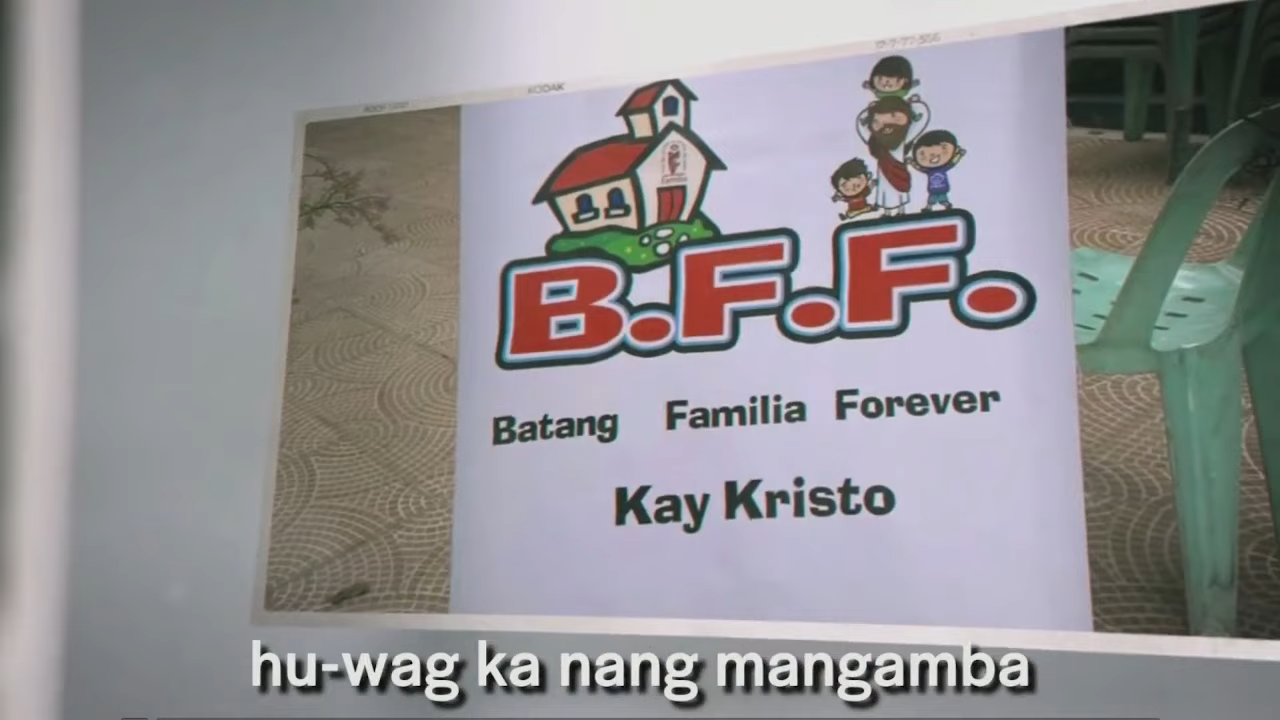 KODAK
B.F.F.
Batang Familia Forever
Kay Kristo
hu-wag ka nang mangamba